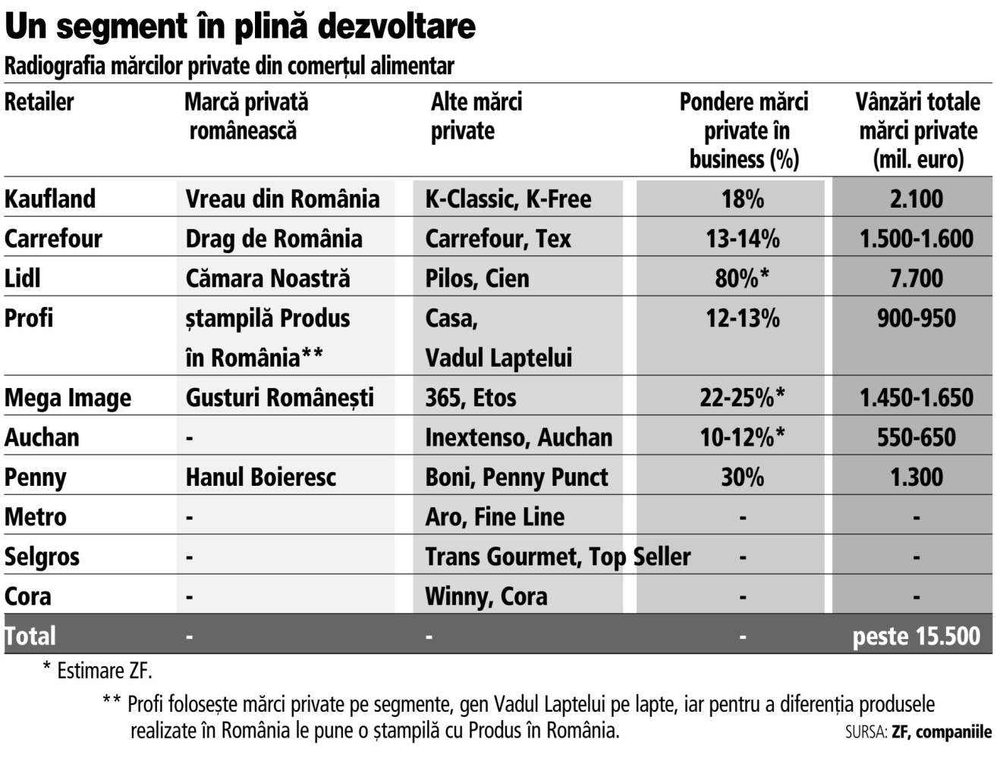 Un segment în plină dezvoltare
Radiografia mărcilor private din comerțul alimentar
Retailer Marcă privată Alte mărci Pondere mărci Vânzări totale
românească private private în mărci private
business (%) (mil. euro)
Kaufland Vreau din România K-Classic, K-Free 18% 2.100
Carrefour Drag de România Carrefour, Tex 13-14% 1.500-1.600
Lidl Cămara Noastră Pilos, Cien 80%* 7.700
Profi ștampilă Produs Casa, 12-13% 900-950
în România** Vadul Laptelui
Mega Image Gusturi Românești 365, Etos 22-25%* 1.450-1.650
Auchan - Inextenso, Auchan 10-12%* 550-650
Penny Hanul Boieresc Boni, Penny Punct 30% 1.300
Metro - Aro, Fine Line - -
Selgros - Trans Gourmet, Top Seller - -
Cora - Winny, Cora - -
Total - - - peste 15.500
* Estimare ZF.
** Profi folosește mărci private pe segmente, gen Vadul Laptelui pe lapte, iar pentru a diferenția produsele
realizate în România le pune o ștampilă cu Produs în România. SURSA: ZF, companiile